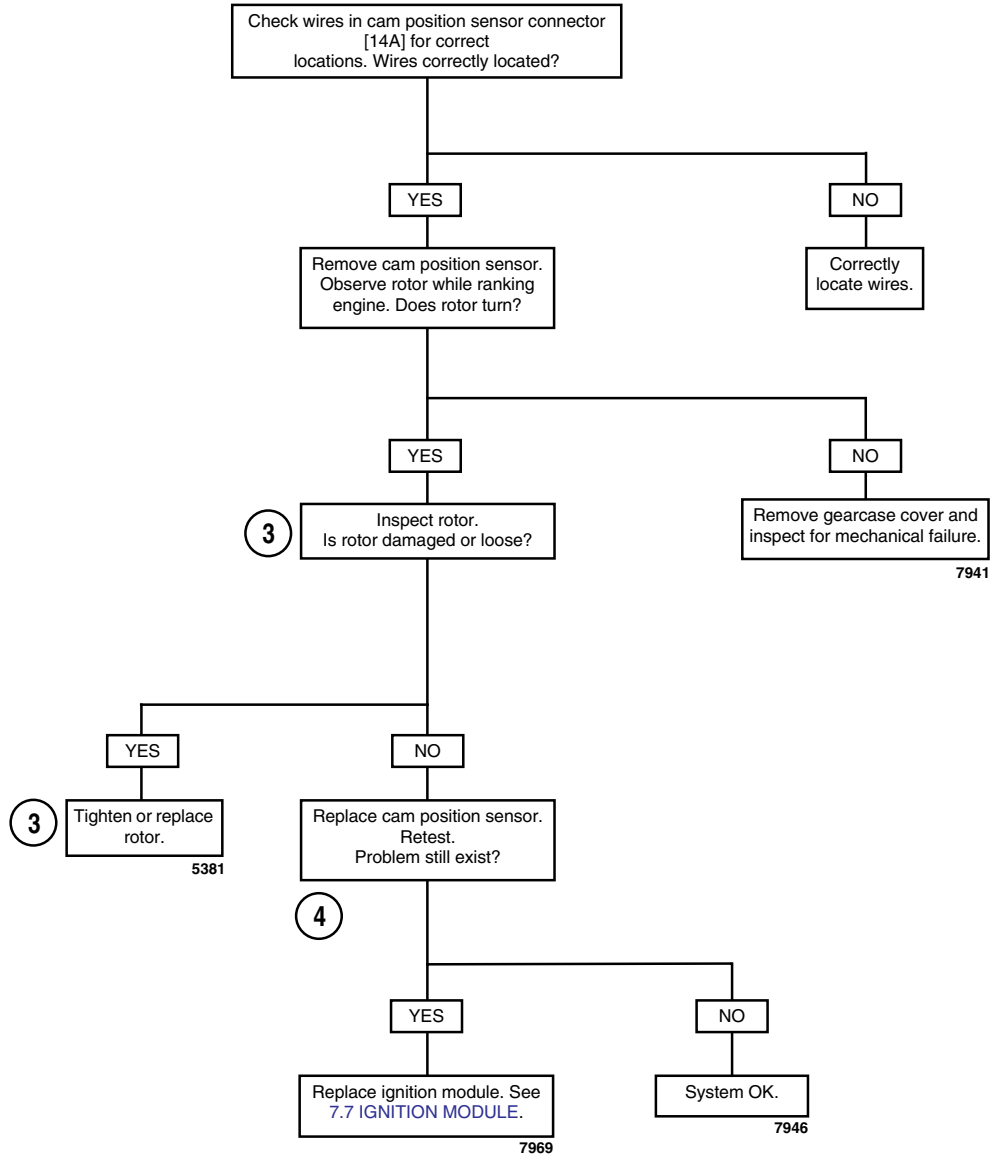 Check wires in cam position sensor connector
[14A] for correct
locations. Wires correctly located?
YES
NO
Remove cam position sensor.
Observe rotor while ranking
engine. Does rotor turn?
Correctly
locate wires.
YES
NO
3
Inspect rotor.
Is rotor damaged or loose?
Remove gearcase cover and
inspect for mechanical failure.
7941
YES
NO
3
Tighten or replace
rotor.
5381
Replace cam position sensor.
Retest.
Problem still exist?
4
YES
NO
Replace ignition module. See
7.7 IGNITION MODULE.
7969
System OK.
7946